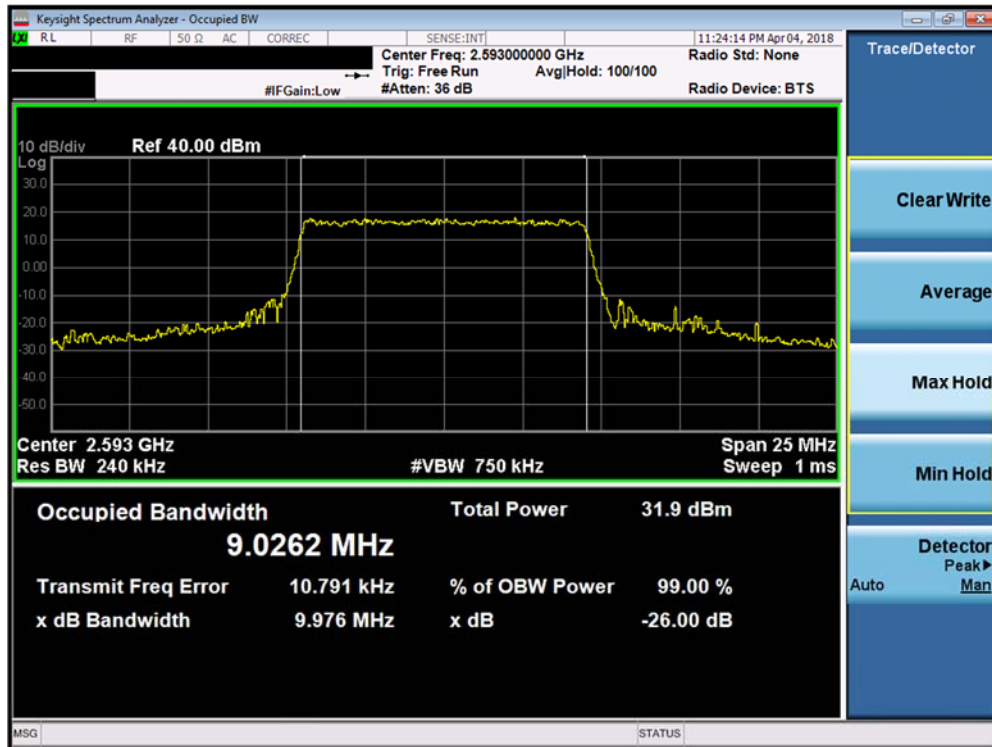 Keysight Spectrum Analyzer - Occupied BW
LXI RL RF 50 Ω AC CORREC SENSE:INT 11:24:14 PM Apr 04, 2018
Center Freq: 2.593000000 GHz Radio Std: None
Trig: Free Run Avg|Hold: 100/100
#IFGain:Low #Atten: 36 dB Radio Device: BTS
Trace/Detector
10 dB/div Ref 40.00 dBm
Log
30.0
20.0
10.0
0.00
-10.0
-20.0
-30.0
-40.0
-50.0
Center 2.593 GHz Span 25 MHz
Res BW 240 kHz #VBW 750 kHz Sweep 1 ms
Occupied Bandwidth Total Power 31.9 dBm
9.0262 MHz
Transmit Freq Error 10.791 kHz % of OBW Power 99.00 %
x dB Bandwidth 9.976 MHz x dB -26.00 dB
Clear Write
Average
Max Hold
Min Hold
Detector
Peak▶
Auto Man
MSG STATUS